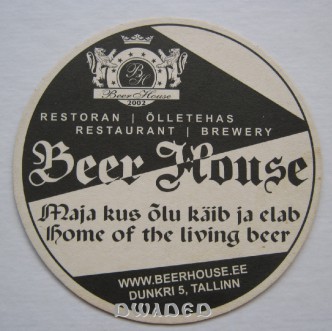 BH
Beer House
2002
RESTORAN | ÕLLETEHAS
RESTAURANT | BREWERY
Beer House
Maja kus õlu käib ja elab
Home of the living beer
WWW.BEERHOUSE.EE
DUNKRI 5, TALLINN
DWADED